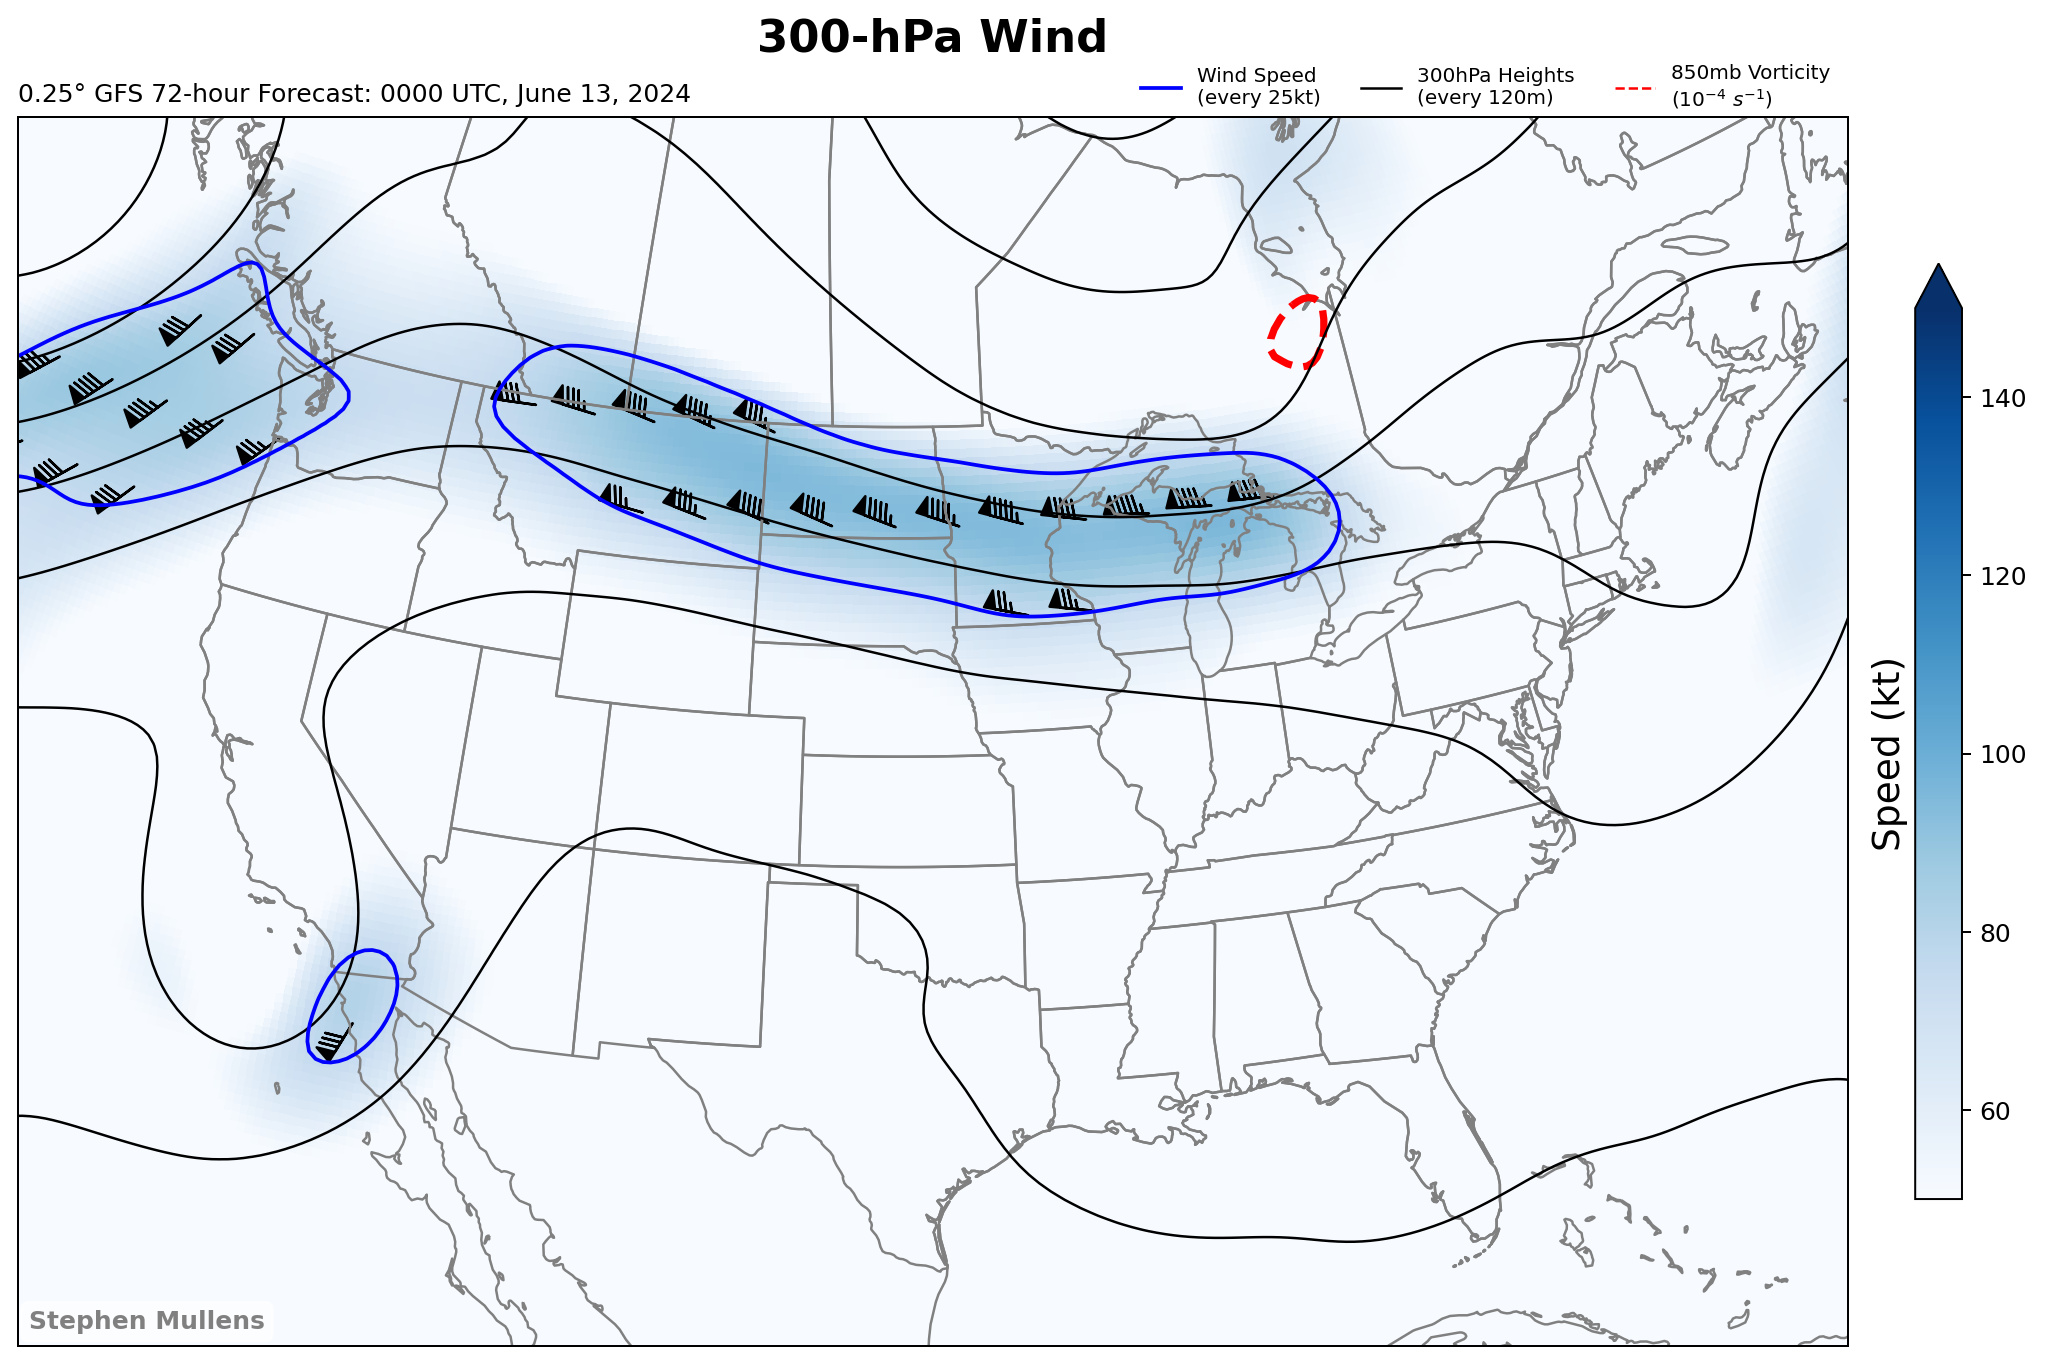 300-hPa Wind
0.25° GFS 72-hour Forecast: 0000 UTC, June 13, 2024
Wind Speed
(every 25kt)
300hPa Heights
(every 120m)
850mb Vorticity
(10⁻⁴ s⁻¹)
140
120
100
80
60
Speed (kt)
Stephen Mullens